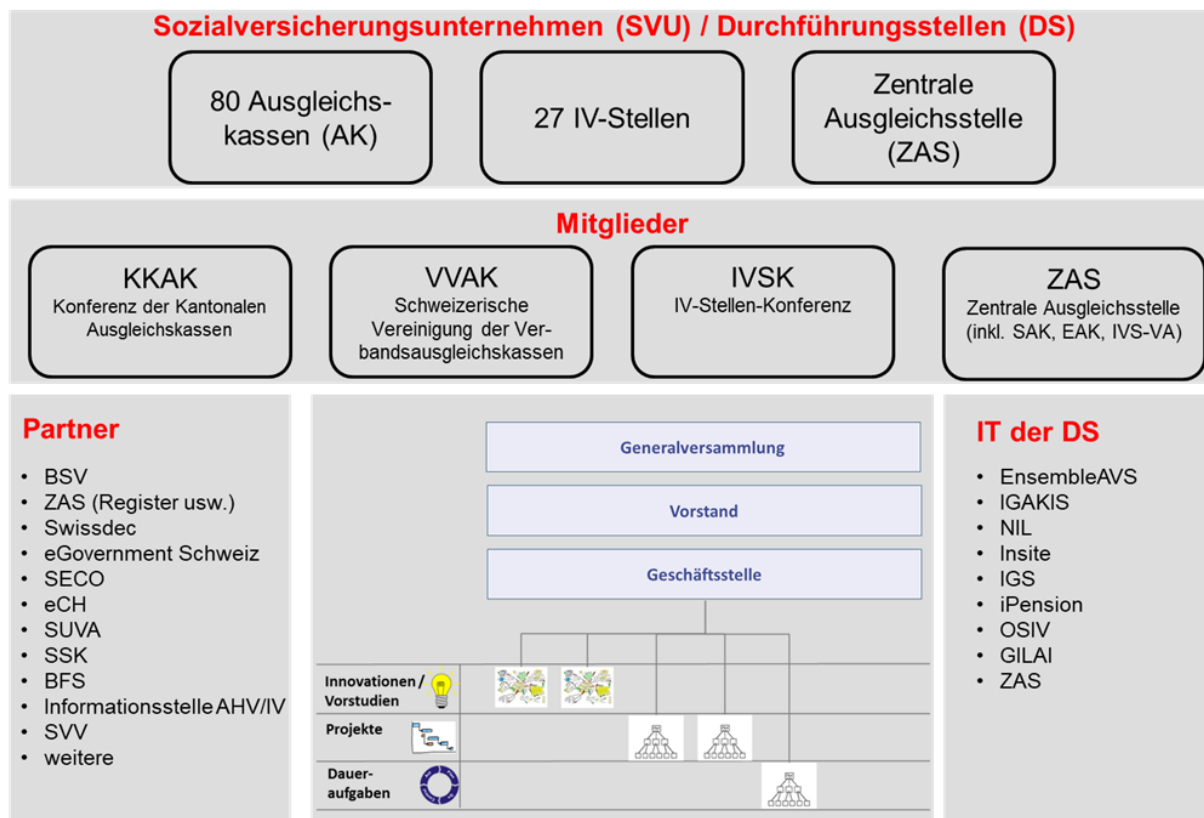 Sozialversicherungsunternehmen (SVU) / Durchführungsstellen (DS)
80 Ausgleichs-
kassen (AK)
27 IV-Stellen
Zentrale
Ausgleichsstelle
(ZAS)
Mitglieder
KKAK
Konferenz der Kantonalen
Ausgleichskassen
VVAK
Schweizerische
Vereinigung der Ver-
bandsausgleichskassen
IVSK
IV-Stellen-Konferenz
ZAS
Zentrale Ausgleichsstelle
(inkl. SAK, EAK, IVS-VA)
Partner
• BSV
• ZAS (Register usw.)
• Swissdec
• eGovernment Schweiz
• SECO
• eCH
• SUVA
• SSK
• BFS
• Informationsstelle AHV/IV
• SVV
• weitere
Generalversammlung
Vorstand
Geschäftsstelle
Innovationen /
Vorstudien
Projekte
Dauer-
aufgaben
IT der DS
• EnsembleAVS
• IGAKIS
• NIL
• Insite
• IGS
• iPension
• OSIV
• GILAI
• ZAS